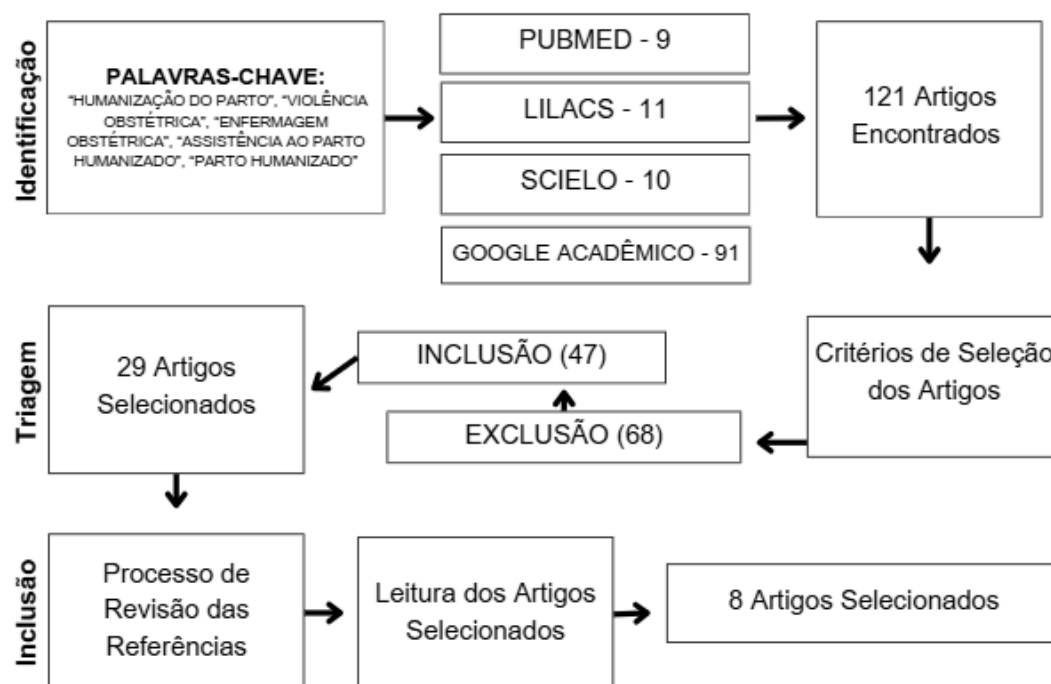 Identificação
PALAVRAS-CHAVE:
"HUMANIZAÇÃO DO PARTO", "VIOLÊNCIA
OBSTÉTRICA", "ENFERMAGEM
OBSTÉTRICA", "ASSISTÊNCIA AO PARTO
HUMANIZADO", "PARTO HUMANIZADO"
PUBMED - 9
LILACS - 11
SCIELO - 10
GOOGLE ACADÊMICO - 91
121 Artigos
Encontrados
Triagem
Critérios de Seleção
dos Artigos
EXCLUSÃO (68)
INCLUSÃO (47)
29 Artigos
Selecionados
Inclusão
Processo de
Revisão das
Referências
Leitura dos Artigos
Selecionados
8 Artigos Selecionados